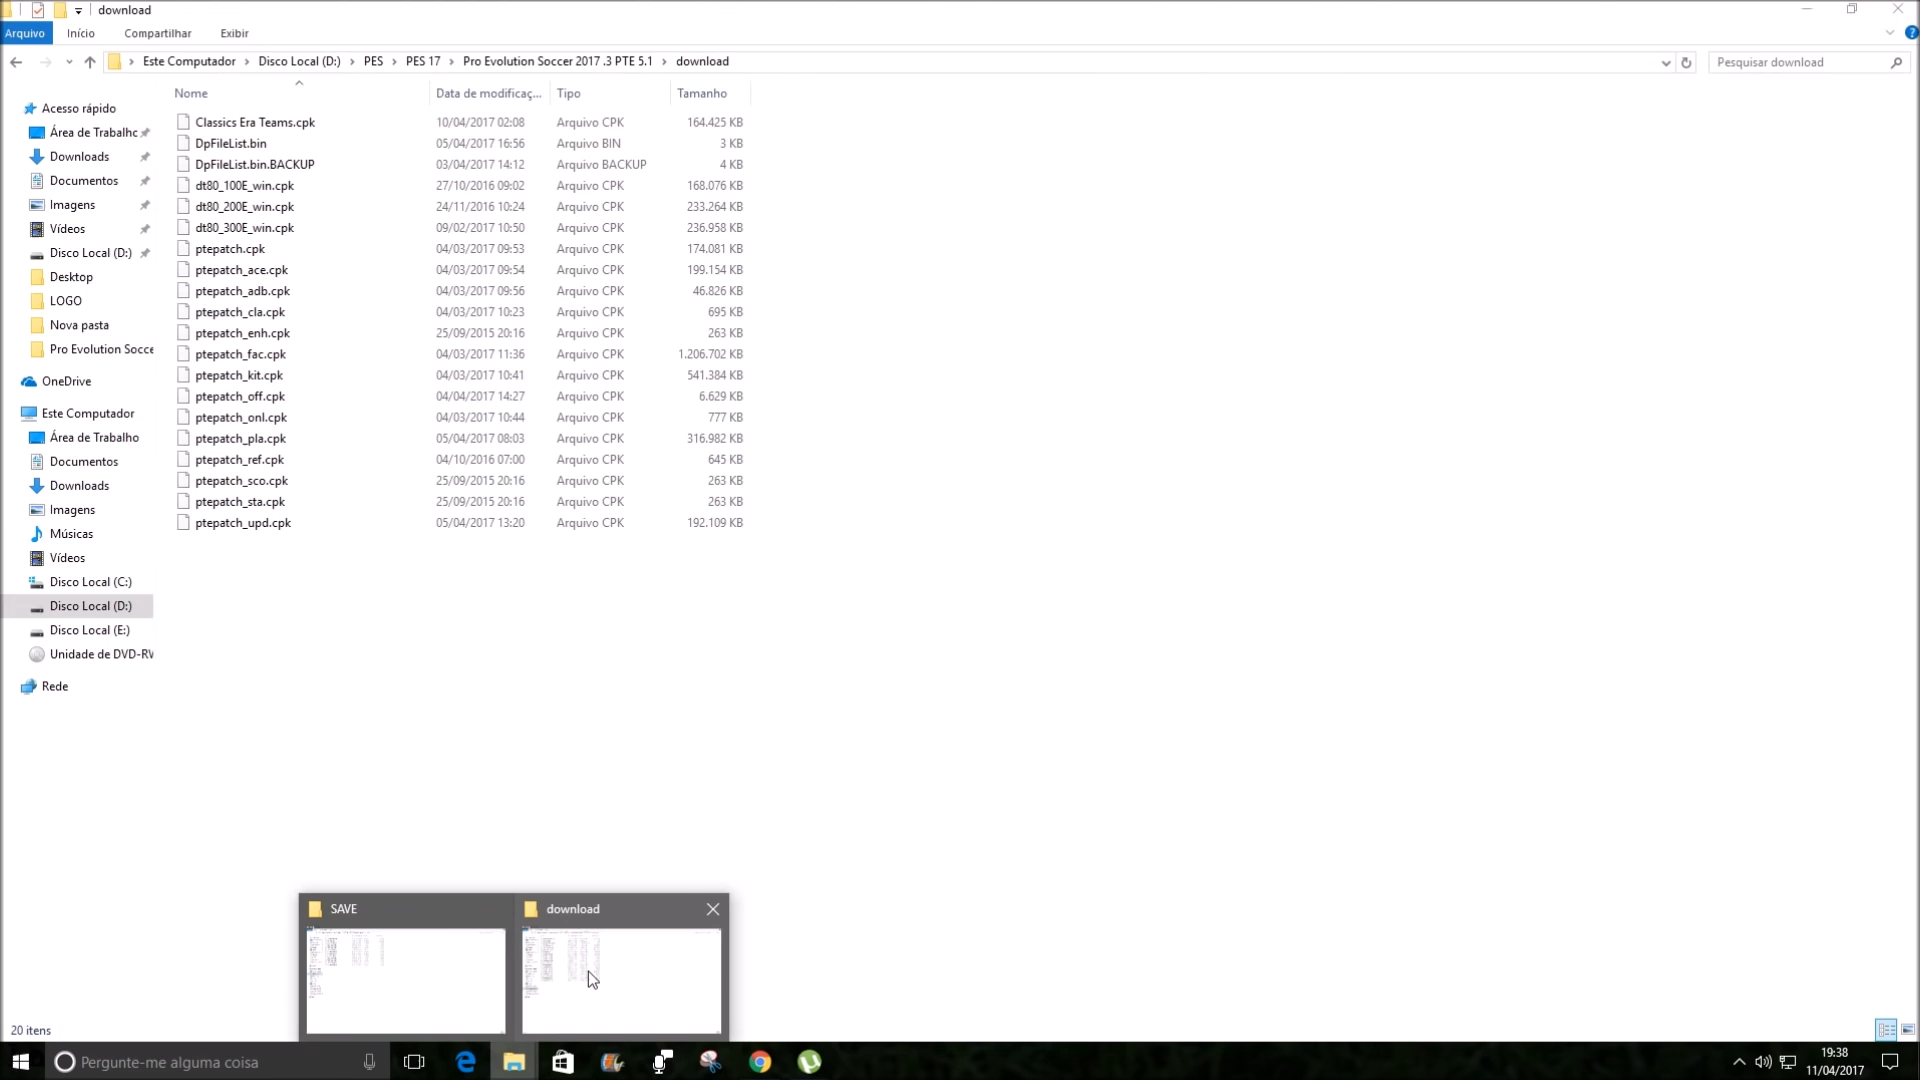 download
Arquivo Início Compartilhar Exibir
Este Computador > Disco Local (D:) > PES > PES 17 > Pro Evolution Soccer 2017 .3 PTE 5.1 > download Pesquisar download
Nome Data de modificaç... Tipo Tamanho
Classics Era Teams.cpk 10/04/2017 02:08 Arquivo CPK 164.425 KB
DpFileList.bin 05/04/2017 16:56 Arquivo BIN 3 KB
DpFileList.bin.BACKUP 03/04/2017 14:12 Arquivo BACKUP 4 KB
dt80_100E_win.cpk 27/10/2016 09:02 Arquivo CPK 168.076 KB
dt80_200E_win.cpk 24/11/2016 10:24 Arquivo CPK 233.264 KB
dt80_300E_win.cpk 09/02/2017 10:50 Arquivo CPK 236.958 KB
ptepatch.cpk 04/03/2017 09:53 Arquivo CPK 174.081 KB
ptepatch_ace.cpk 04/03/2017 09:54 Arquivo CPK 199.154 KB
ptepatch_adb.cpk 04/03/2017 09:56 Arquivo CPK 46.826 KB
ptepatch_cla.cpk 04/03/2017 10:23 Arquivo CPK 695 KB
ptepatch_enh.cpk 25/09/2015 20:16 Arquivo CPK 263 KB
ptepatch_fac.cpk 04/03/2017 11:36 Arquivo CPK 1.206.702 KB
ptepatch_kit.cpk 04/03/2017 10:41 Arquivo CPK 541.384 KB
ptepatch_off.cpk 04/04/2017 14:27 Arquivo CPK 6.629 KB
ptepatch_onl.cpk 04/03/2017 10:44 Arquivo CPK 777 KB
ptepatch_pla.cpk 05/04/2017 08:03 Arquivo CPK 316.982 KB
ptepatch_ref.cpk 04/10/2016 07:00 Arquivo CPK 645 KB
ptepatch_sco.cpk 25/09/2015 20:16 Arquivo CPK 263 KB
ptepatch_sta.cpk 25/09/2015 20:16 Arquivo CPK 263 KB
ptepatch_upd.cpk 05/04/2017 13:20 Arquivo CPK 192.109 KB
Acesso rápido
Área de Trabalhc
Downloads
Documentos
Imagens
Vídeos
Disco Local (D:)
Desktop
LOGO
Nova pasta
Pro Evolution Socce
OneDrive
Este Computador
Área de Trabalho
Documentos
Downloads
Imagens
Músicas
Vídeos
Disco Local (C:)
Disco Local (D:)
Disco Local (E:)
Unidade de DVD-RV
Rede
SAVE download
20 itens
Pergunte-me alguma coisa
19:38
11/04/2017